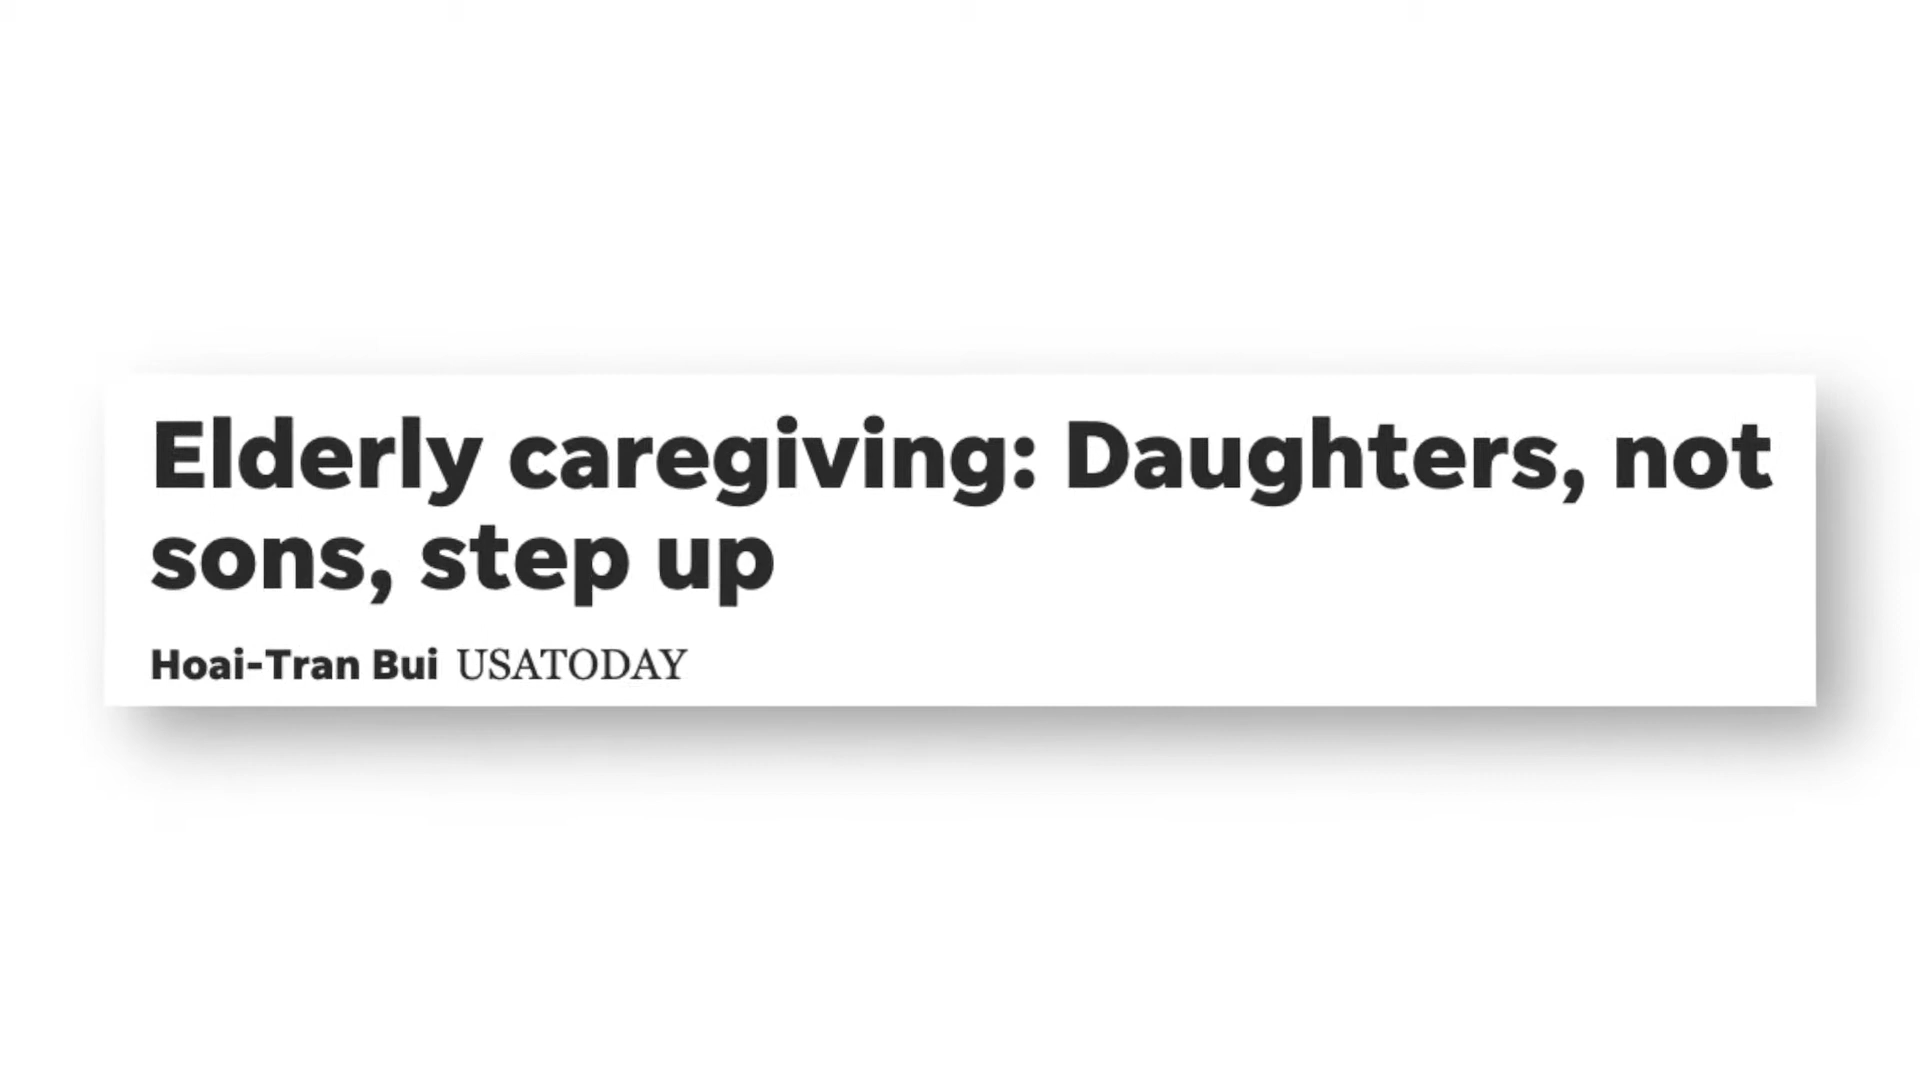 Elderly caregiving: Daughters, not
sons, step up
Hoai-Tran Bui USATODAY